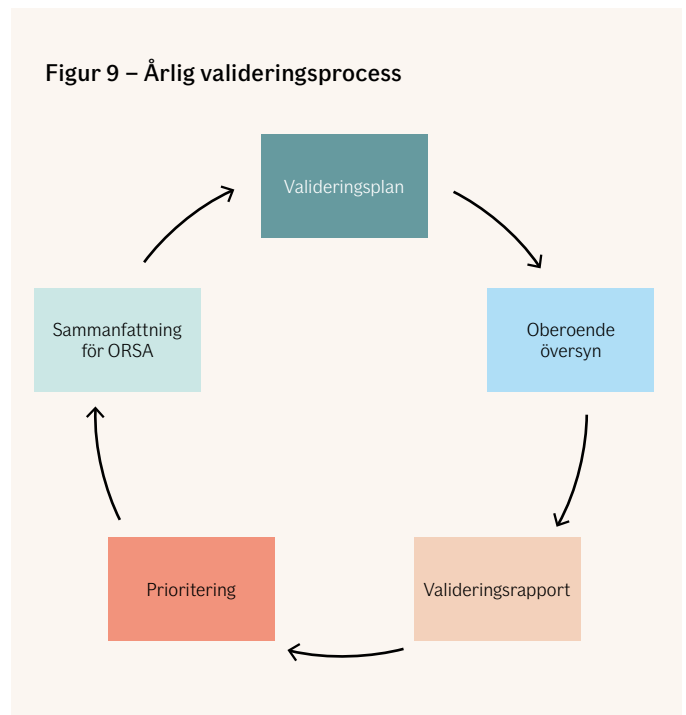 Figur 9 – Årlig valideringsprocess
Valideringsplan
Oberoende
översyn
Valideringsrapport
Prioritering
Sammanfattning
för ORSA